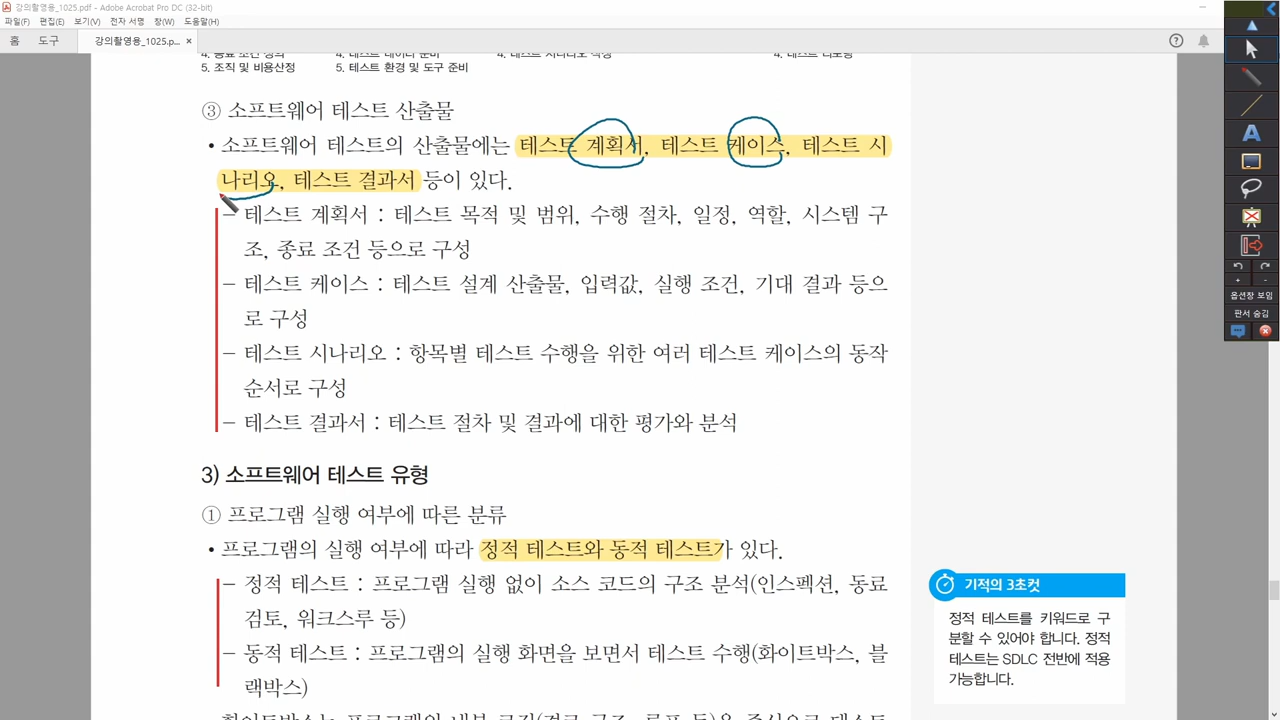 강의촬영용_1025.pdf - Adobe Acrobat Pro DC (32-bit)
파일(F) 편집(E) 보기(V) 전자 서명 창(W) 도움말(H)
홈 도구 강의촬영용_1025.p... ×
5. 조직 및 비용산정 5. 테스트 환경 및 도구 준비
③ 소프트웨어 테스트 산출물
• 소프트웨어 테스트의 산출물에는 테스트 계획서, 테스트 케이스, 테스트 시
나리오, 테스트 결과서 등이 있다.
– 테스트 계획서 : 테스트 목적 및 범위, 수행 절차, 일정, 역할, 시스템 구
조, 종료 조건 등으로 구성
– 테스트 케이스 : 테스트 설계 산출물, 입력값, 실행 조건, 기대 결과 등으
로 구성
– 테스트 시나리오 : 항목별 테스트 수행을 위한 여러 테스트 케이스의 동작
순서로 구성
– 테스트 결과서 : 테스트 절차 및 결과에 대한 평가와 분석
3) 소프트웨어 테스트 유형
① 프로그램 실행 여부에 따른 분류
• 프로그램의 실행 여부에 따라 정적 테스트와 동적 테스트가 있다.
– 정적 테스트 : 프로그램 실행 없이 소스 코드의 구조 분석(인스펙션, 동료
검토, 워크스루 등)
– 동적 테스트 : 프로그램의 실행 화면을 보면서 테스트 수행(화이트박스, 블
랙박스)
기적의 3초컷
정적 테스트를 키워드로 구
분할 수 있어야 합니다. 정적
테스트는 SDLC 전반에 적용
가능합니다.
A
옵션장 보임
판서 숨김